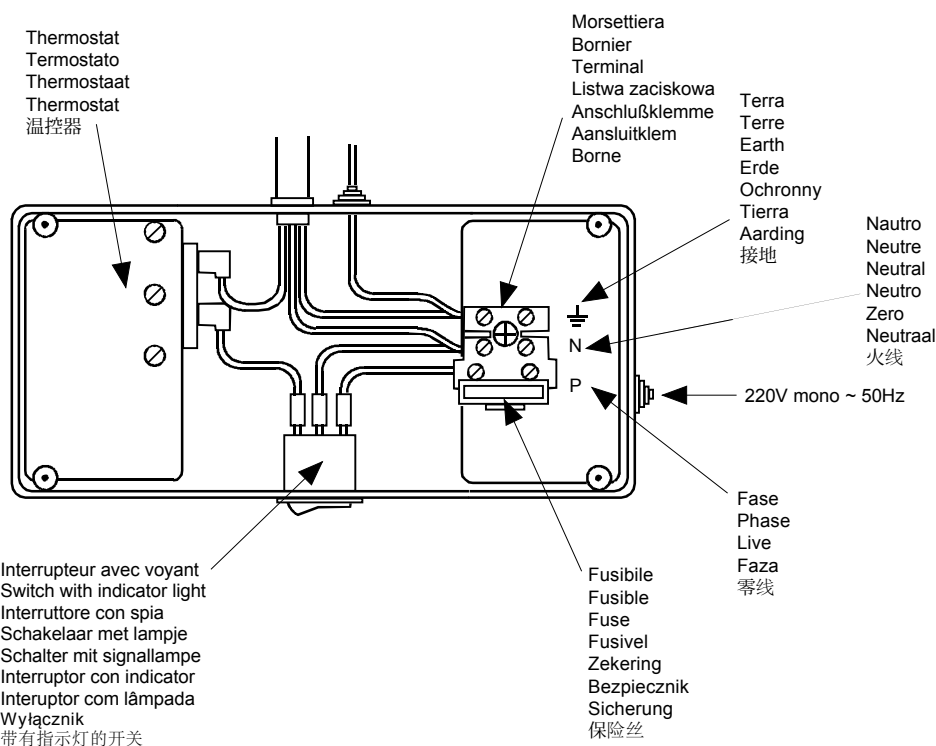 Thermostat
Termostato
Thermostaat
Thermostat
温控器
Morsettiera
Bornier
Terminal
Listwa zaciskowa
Anschlußklemme
Aansluitklem
Borne
Terra
Terre
Earth
Erde
Ochronny
Tierra
Aarding
接地
Nautro
Neutre
Neutral
Neutro
Zero
Neutraal
火线
N
P
220V mono ~ 50Hz
Fase
Phase
Live
Faza
零线
Interrupteur avec voyant
Switch with indicator light
Interruttore con spia
Schakelaar met lampje
Schalter mit signallampe
Interruptor con indicator
Interuptor com lâmpada
Wyłącznik
带有指示灯的开关
Fusibile
Fusible
Fuse
Fusivel
Zekering
Bezpiecznik
Sicherung
保险丝